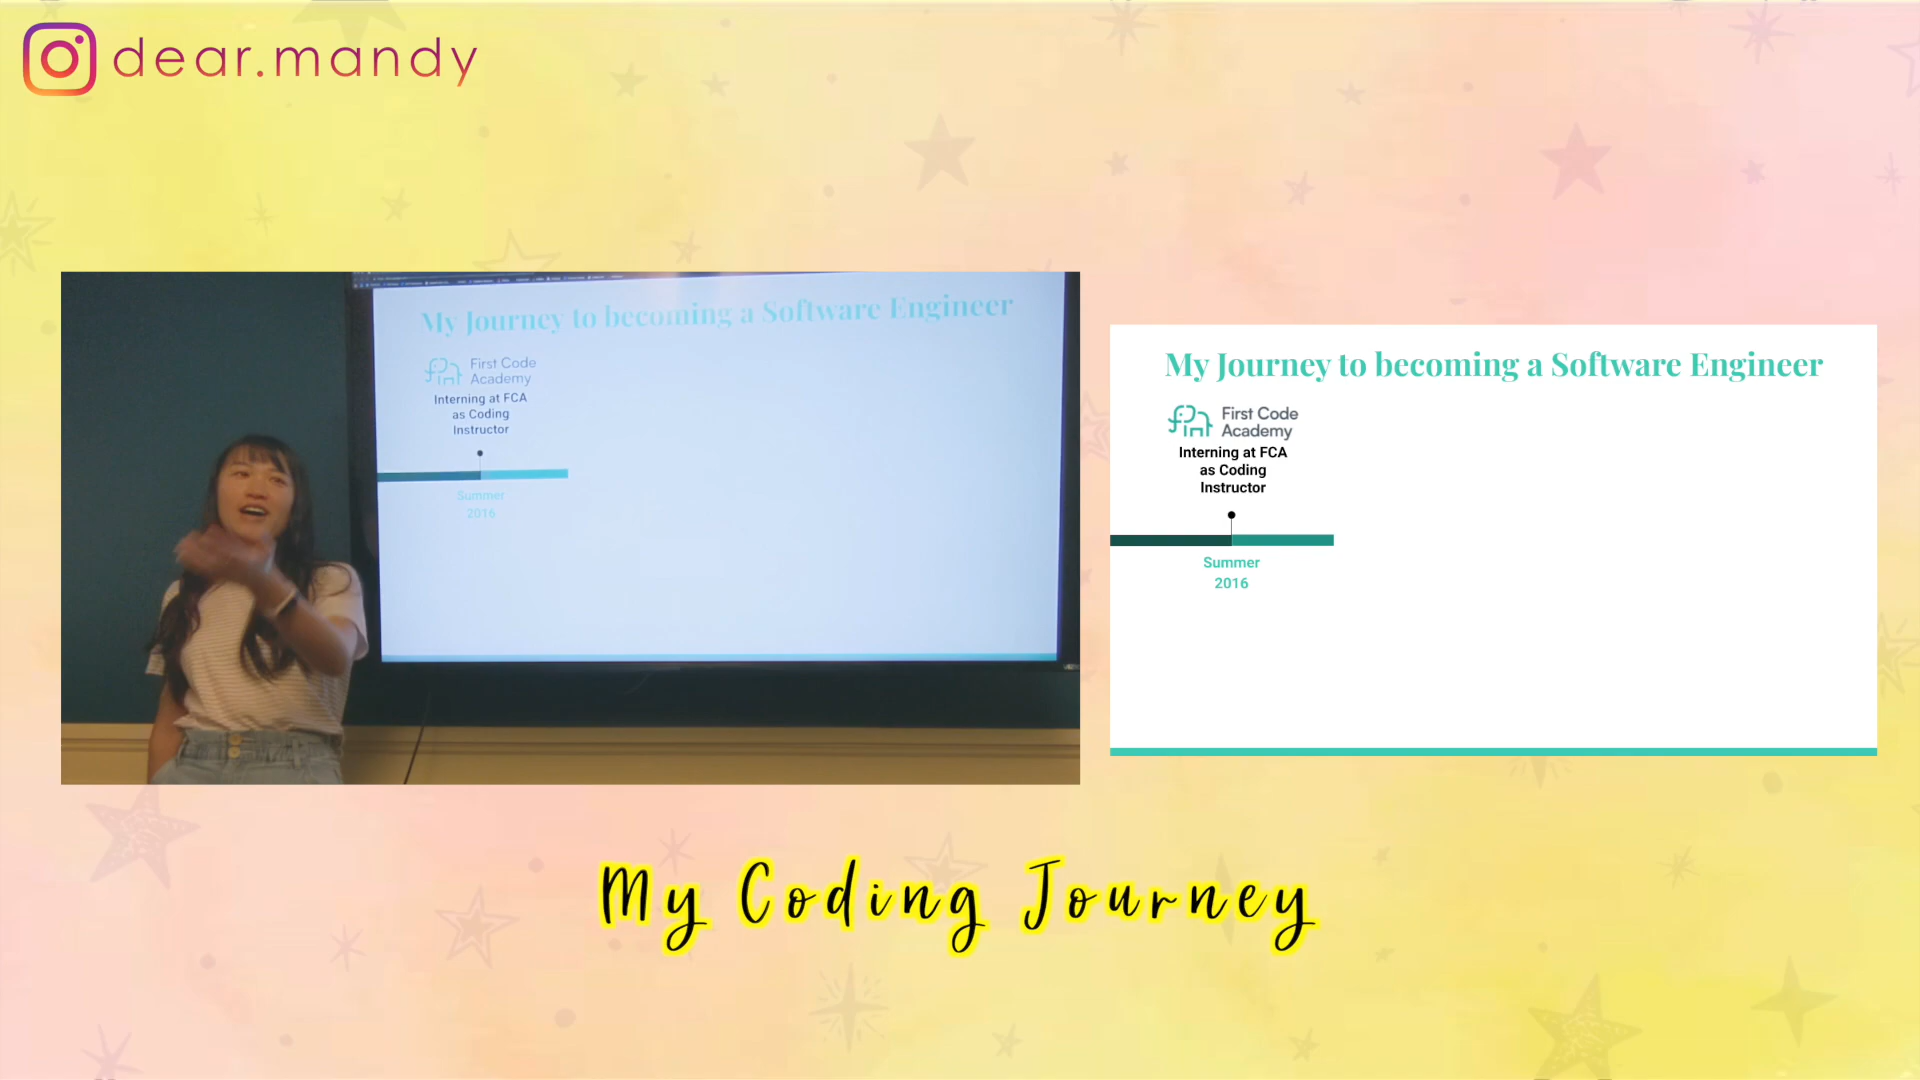 dear.mandy
My Journey to becoming a Software Engineer
First Code
Academy
Interning at FCA
as Coding
Instructor
Summer
2016
My Journey to becoming a Software Engineer
First Code
Academy
Interning at FCA
as Coding
Instructor
Summer
2016
My Coding Journey